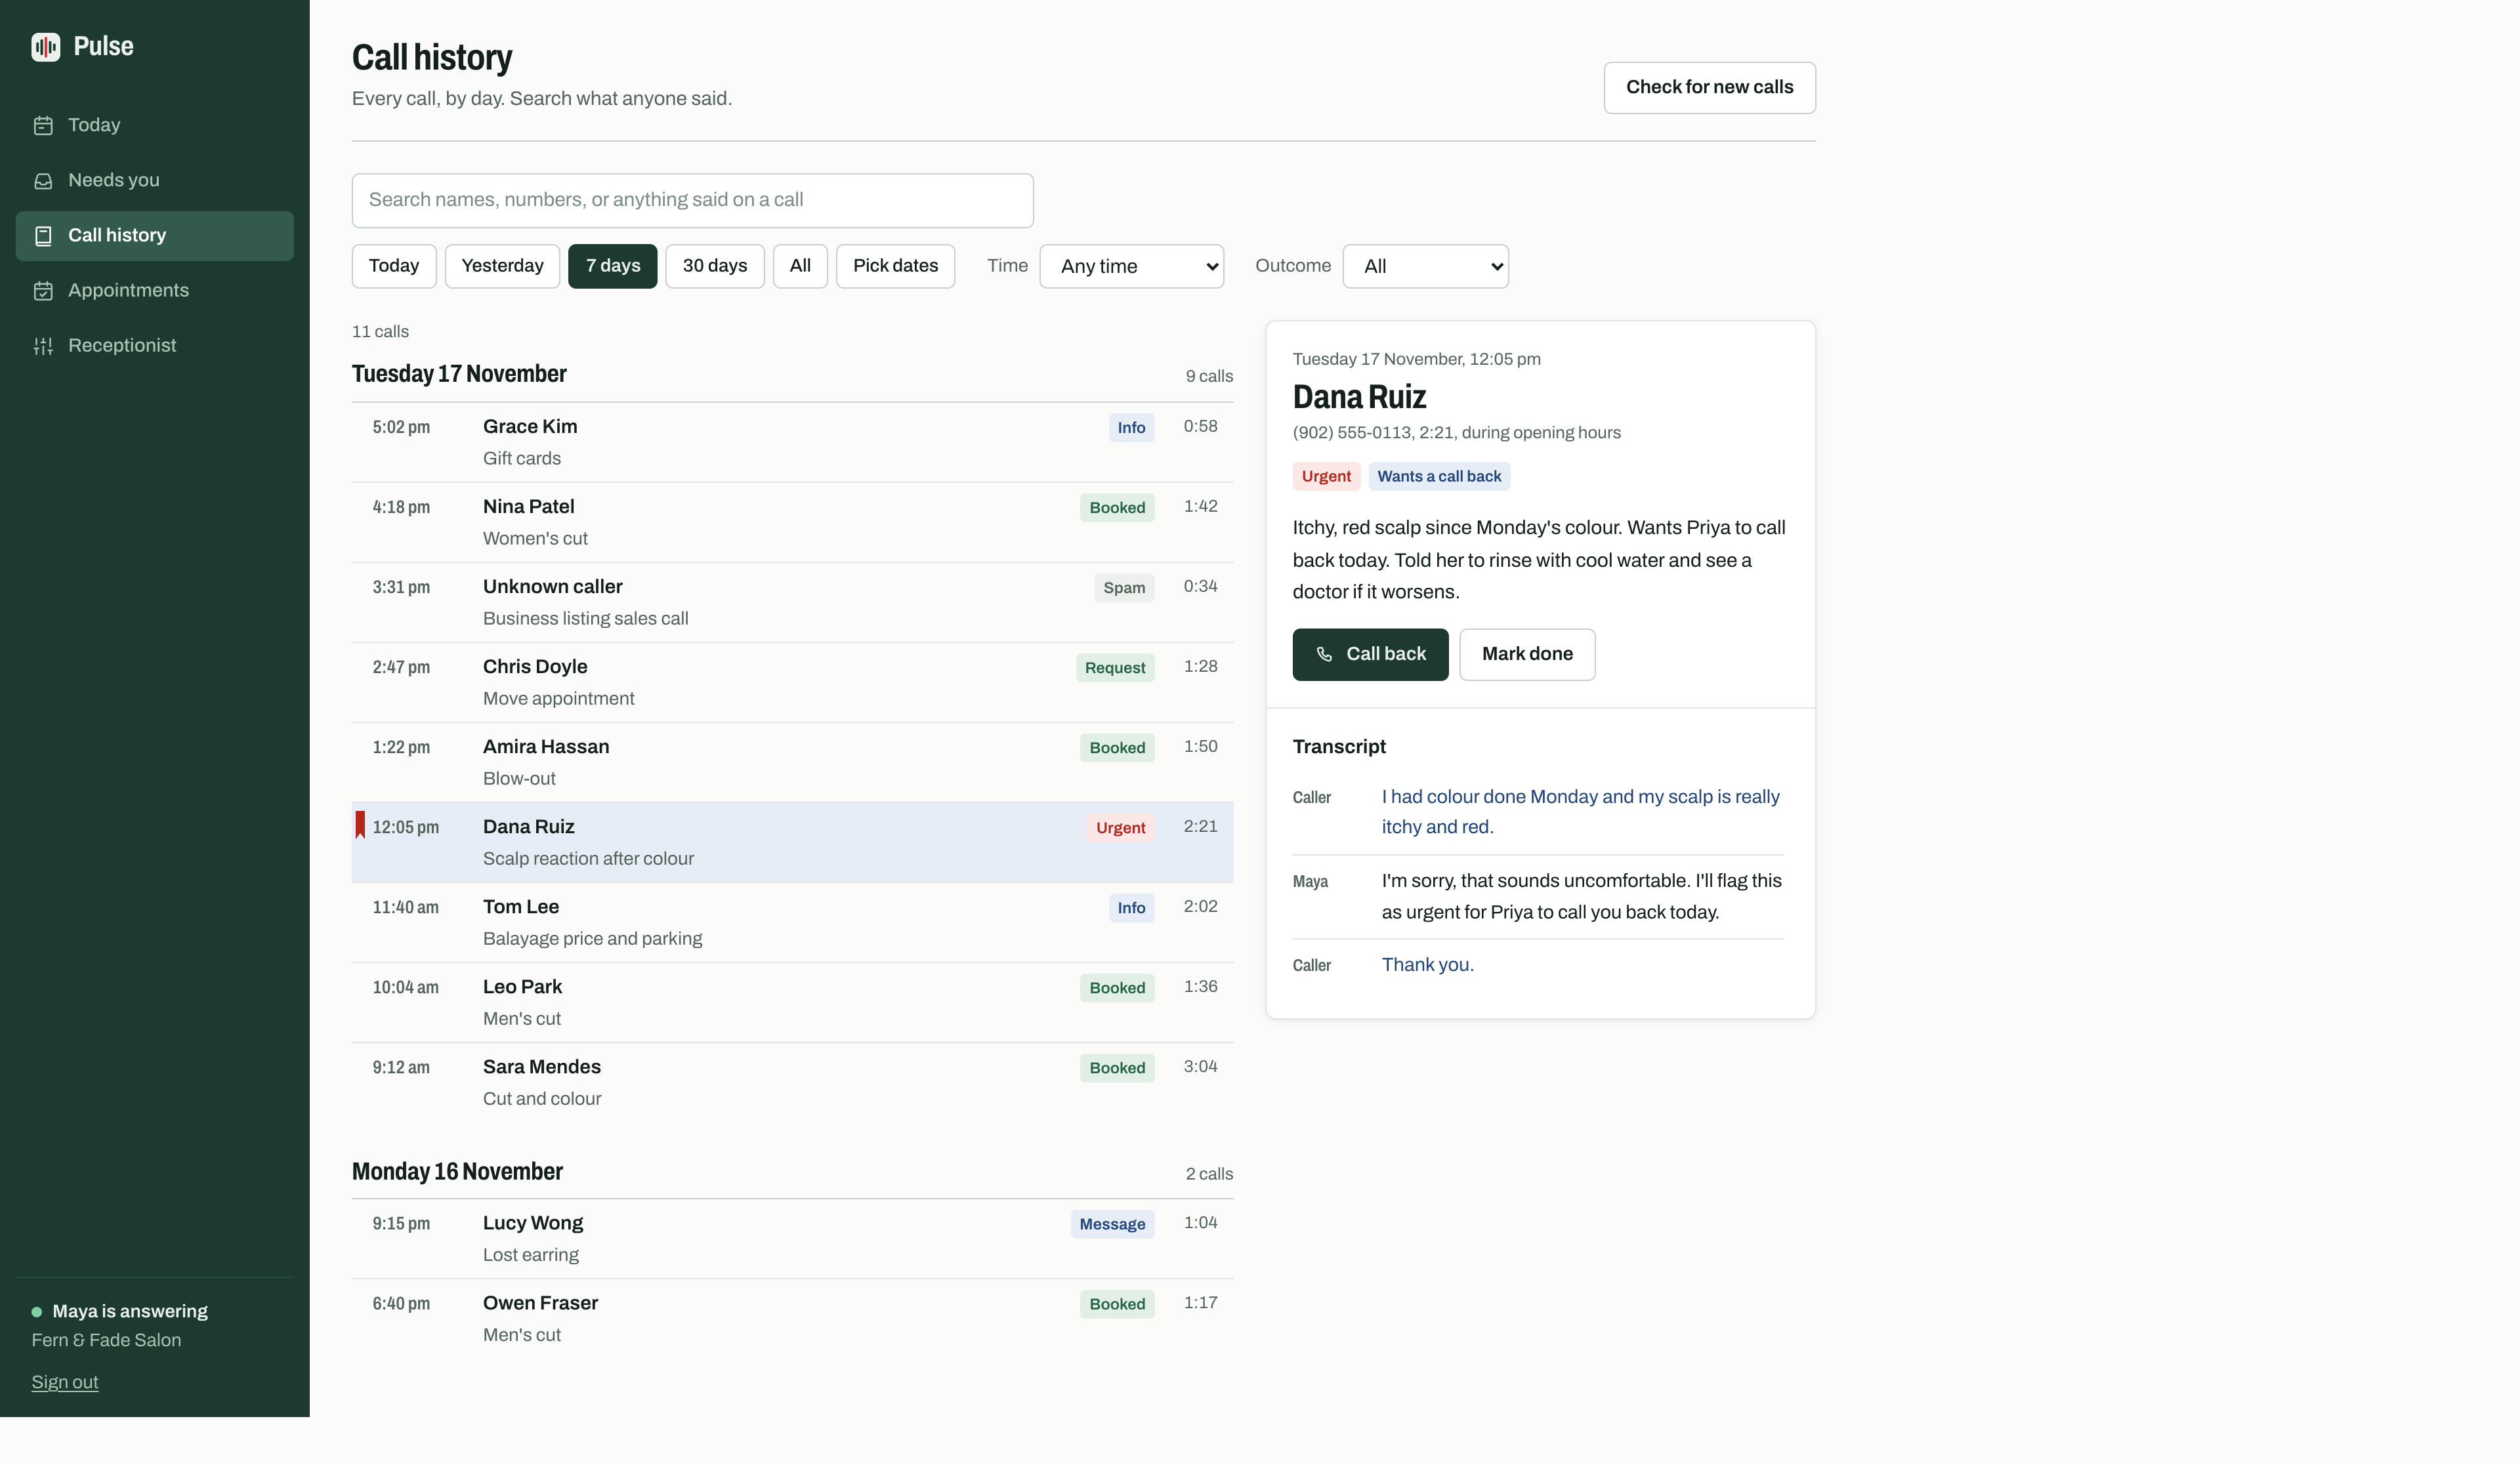 Pulse
Today
Needs you
Call history
Appointments
Receptionist
Maya is answering
Fern & Fade Salon
Sign out
Call history
Every call, by day. Search what anyone said.
Check for new calls
Search names, numbers, or anything said on a call
Today Yesterday 7 days 30 days All Pick dates Time Any time Outcome All
11 calls
Tuesday 17 November 9 calls
5:02 pm Grace Kim Info 0:58
Gift cards
4:18 pm Nina Patel Booked 1:42
Women's cut
3:31 pm Unknown caller Spam 0:34
Business listing sales call
2:47 pm Chris Doyle Request 1:28
Move appointment
1:22 pm Amira Hassan Booked 1:50
Blow-out
12:05 pm Dana Ruiz Urgent 2:21
Scalp reaction after colour
11:40 am Tom Lee Info 2:02
Balayage price and parking
10:04 am Leo Park Booked 1:36
Men's cut
9:12 am Sara Mendes Booked 3:04
Cut and colour
Monday 16 November 2 calls
9:15 pm Lucy Wong Message 1:04
Lost earring
6:40 pm Owen Fraser Booked 1:17
Men's cut
Tuesday 17 November, 12:05 pm
Dana Ruiz
(902) 555-0113, 2:21, during opening hours
Urgent Wants a call back
Itchy, red scalp since Monday's colour. Wants Priya to call
back today. Told her to rinse with cool water and see a
doctor if it worsens.
Call back Mark done
Transcript
Caller I had colour done Monday and my scalp is really
itchy and red.
Maya I'm sorry, that sounds uncomfortable. I'll flag this
as urgent for Priya to call you back today.
Caller Thank you.